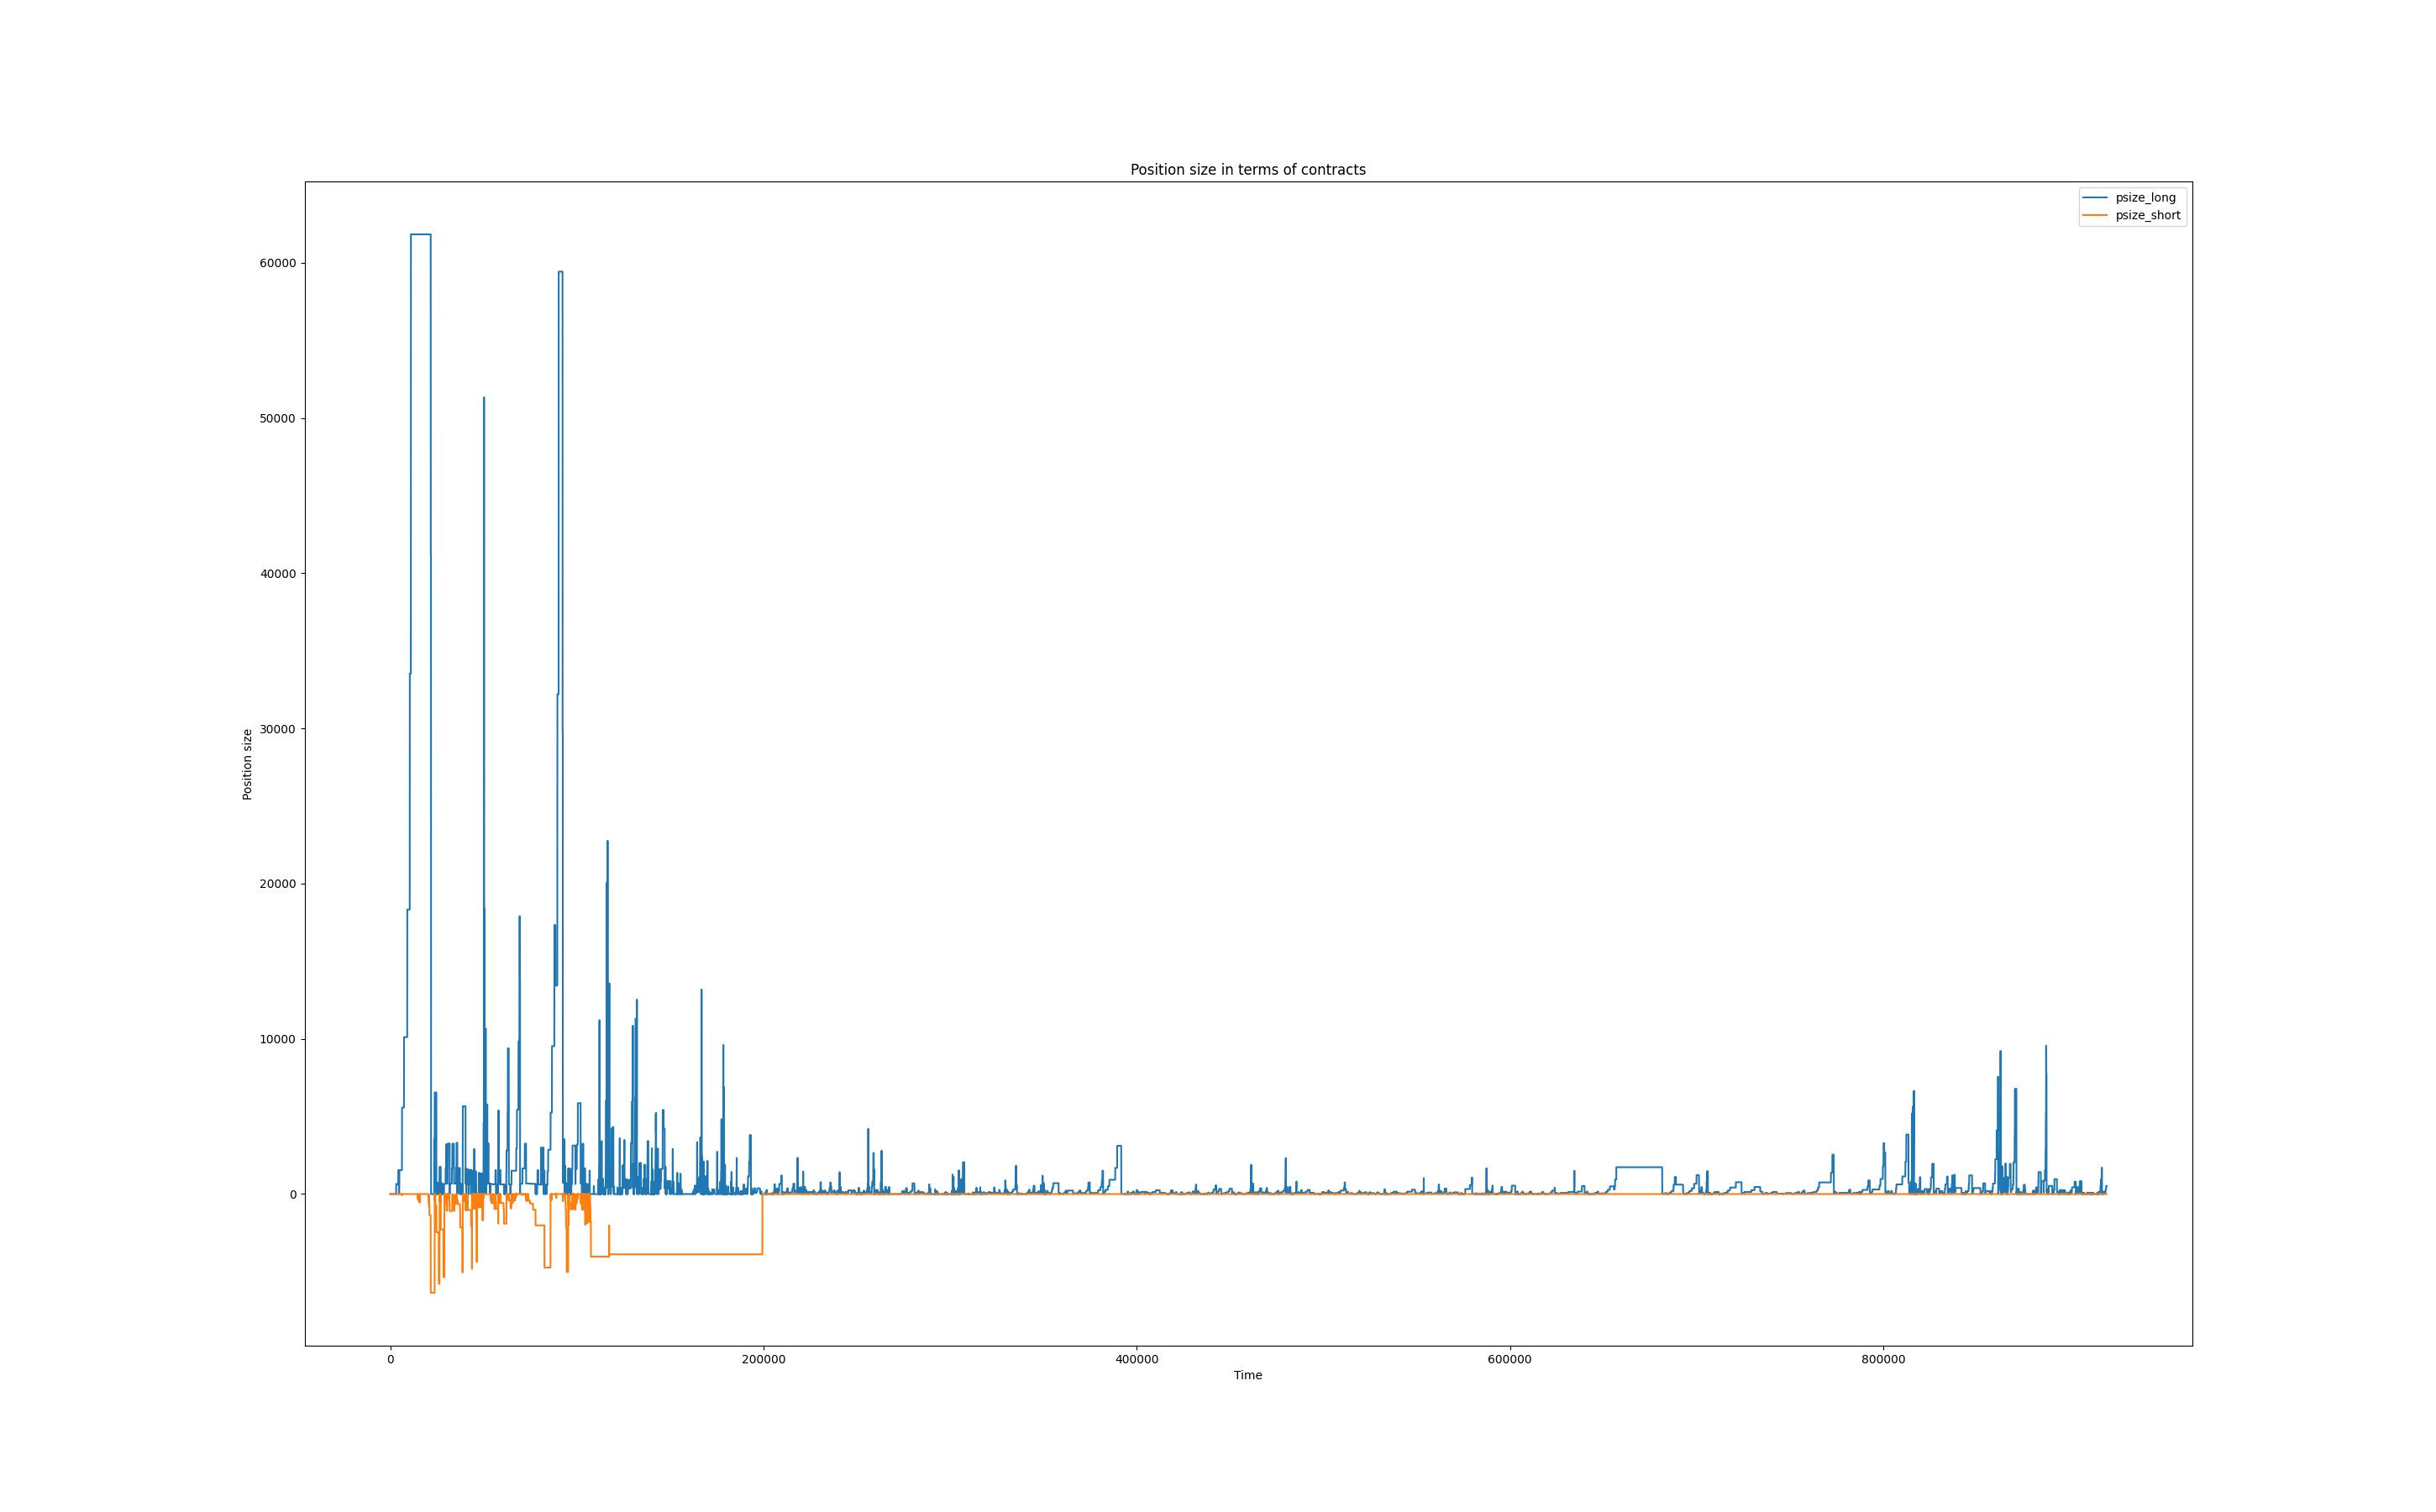 Position size in terms of contracts
psize_long
psize_short
60000
50000
40000
30000
20000
10000
0
Position size
0
200000
400000
600000
800000
Time